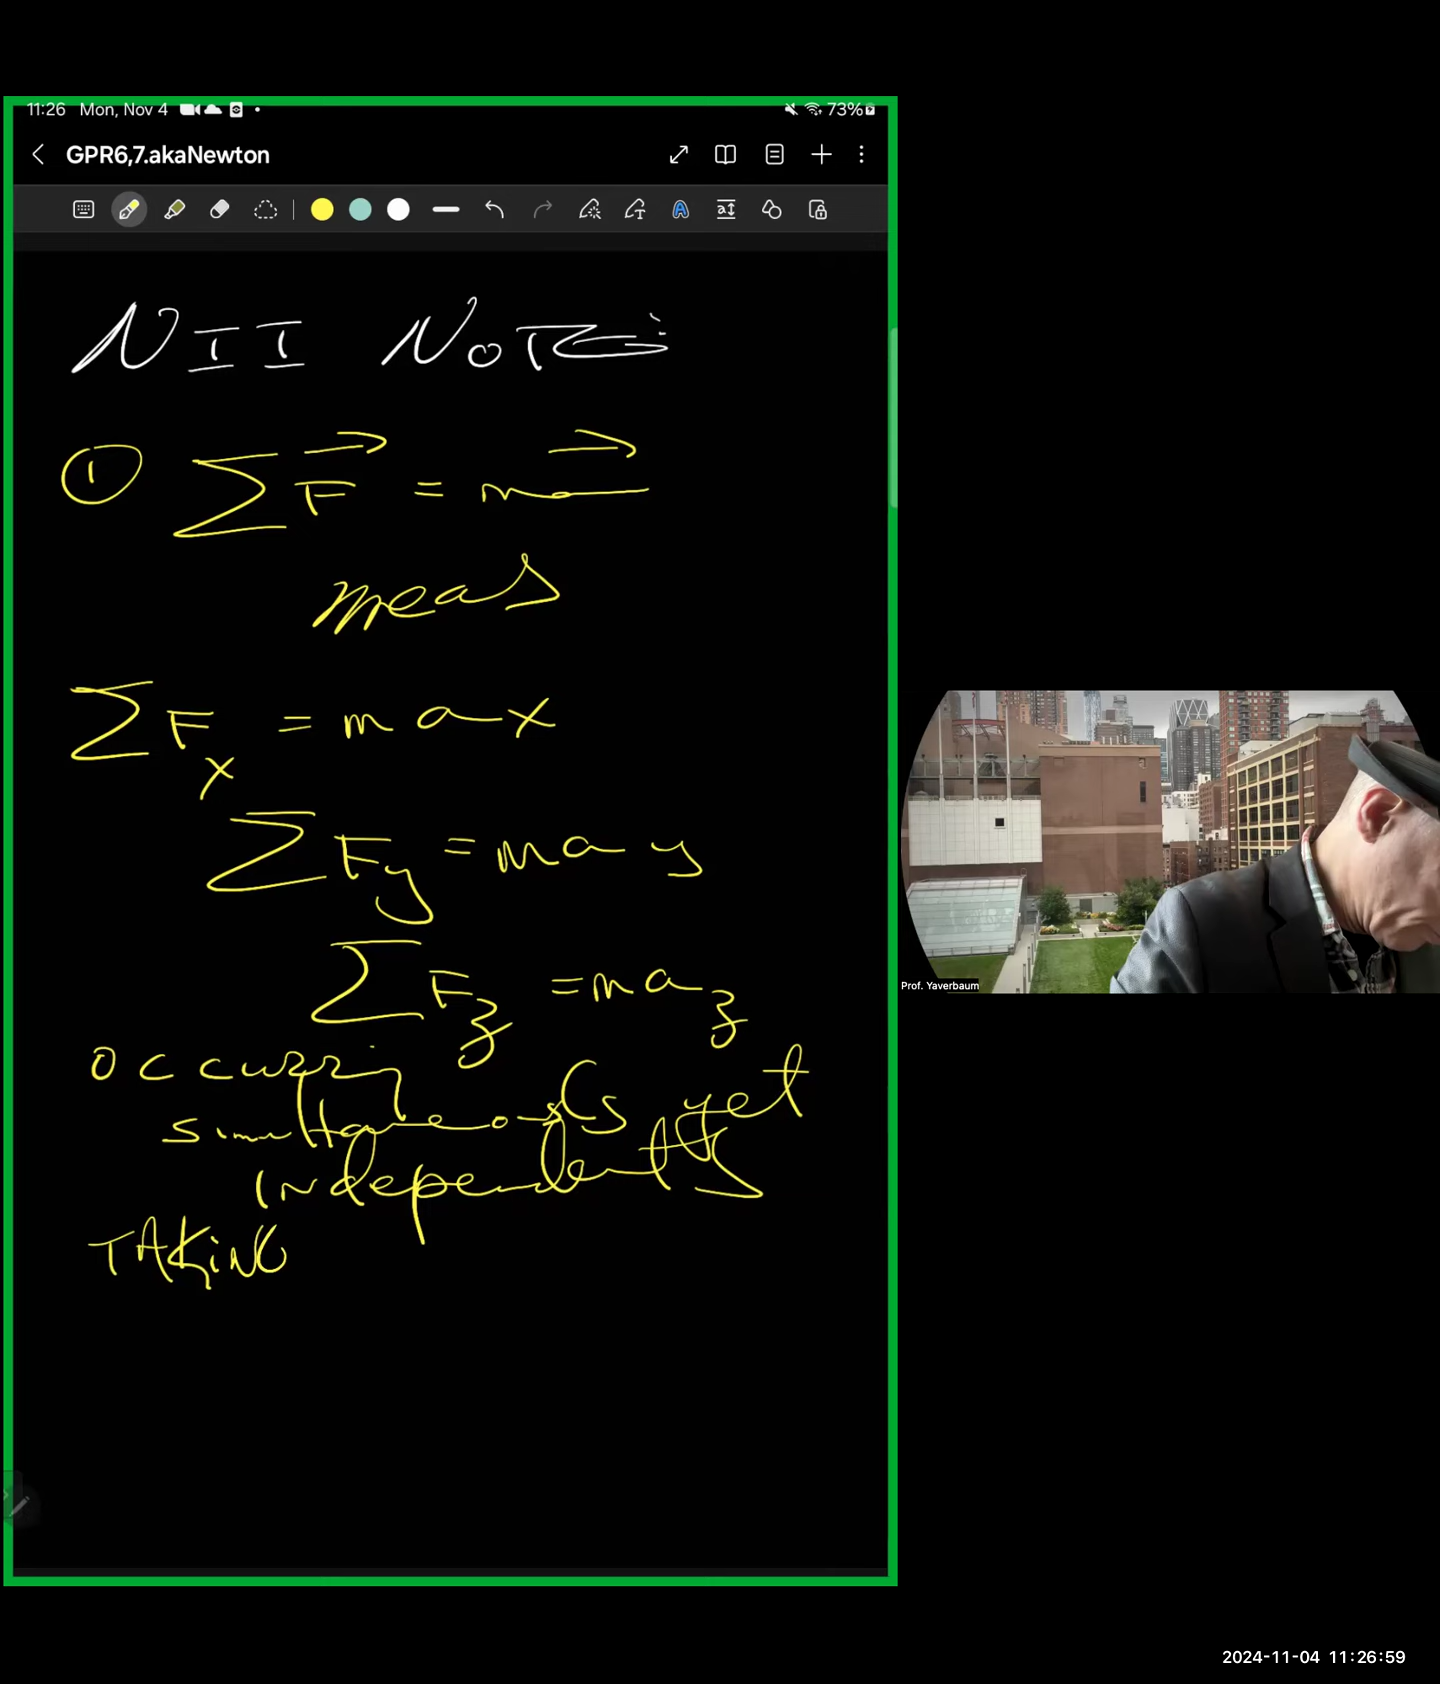 11:26 Mon, Nov 4 73%
GPR6,7.akaNewton
NII NOTE:
① ΣF⃗ = ma⃗
means
ΣFx = max
ΣFy = may
ΣFz = maz
occurring
simultaneously yet
independently
TAKING
Prof. Yaverbaum
2024-11-04 11:26:59